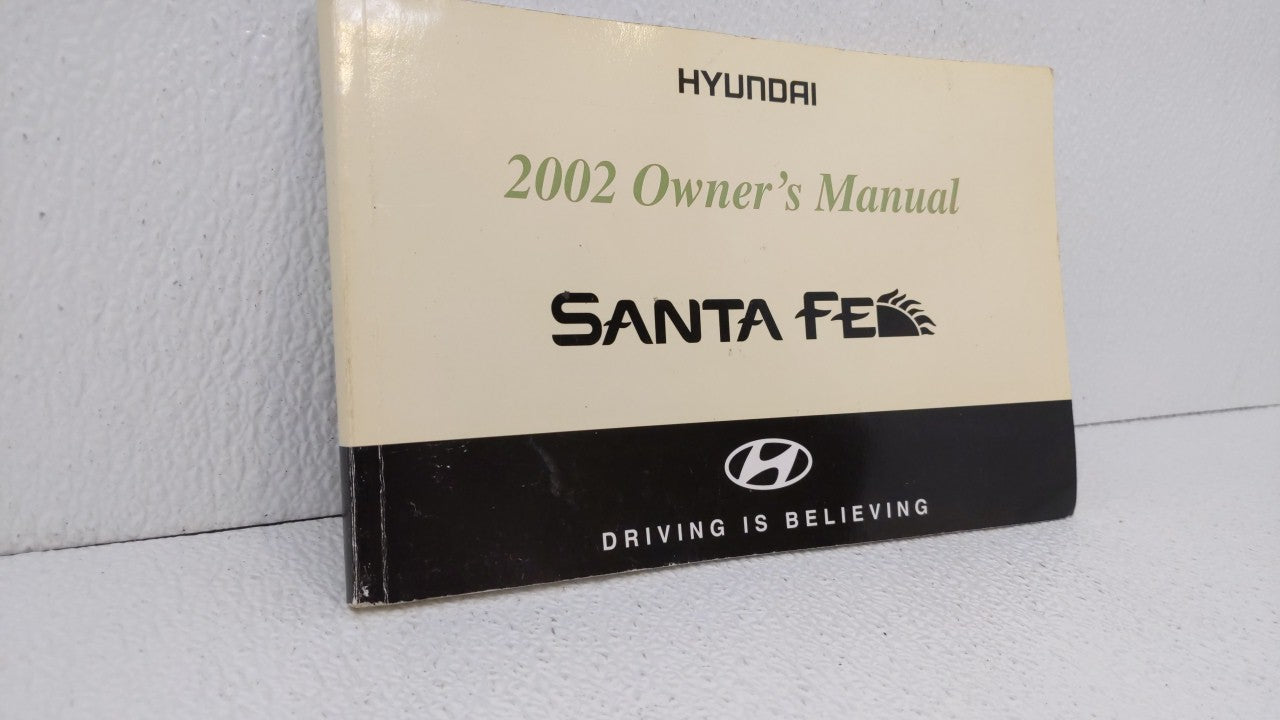 HYUNDAI
2002 Owner's Manual
SANTA FE
DRIVING IS BELIEVING